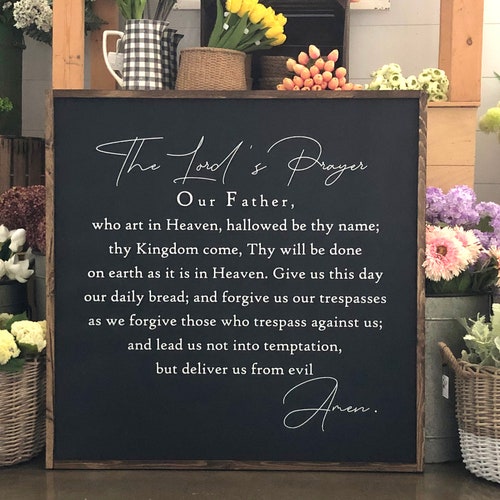 The Lord's Prayer
Our Father,
who art in Heaven, hallowed be thy name;
thy Kingdom come, Thy will be done
on earth as it is in Heaven. Give us this day
our daily bread; and forgive us our trespasses
as we forgive those who trespass against us;
and lead us not into temptation,
but deliver us from evil
Amen.